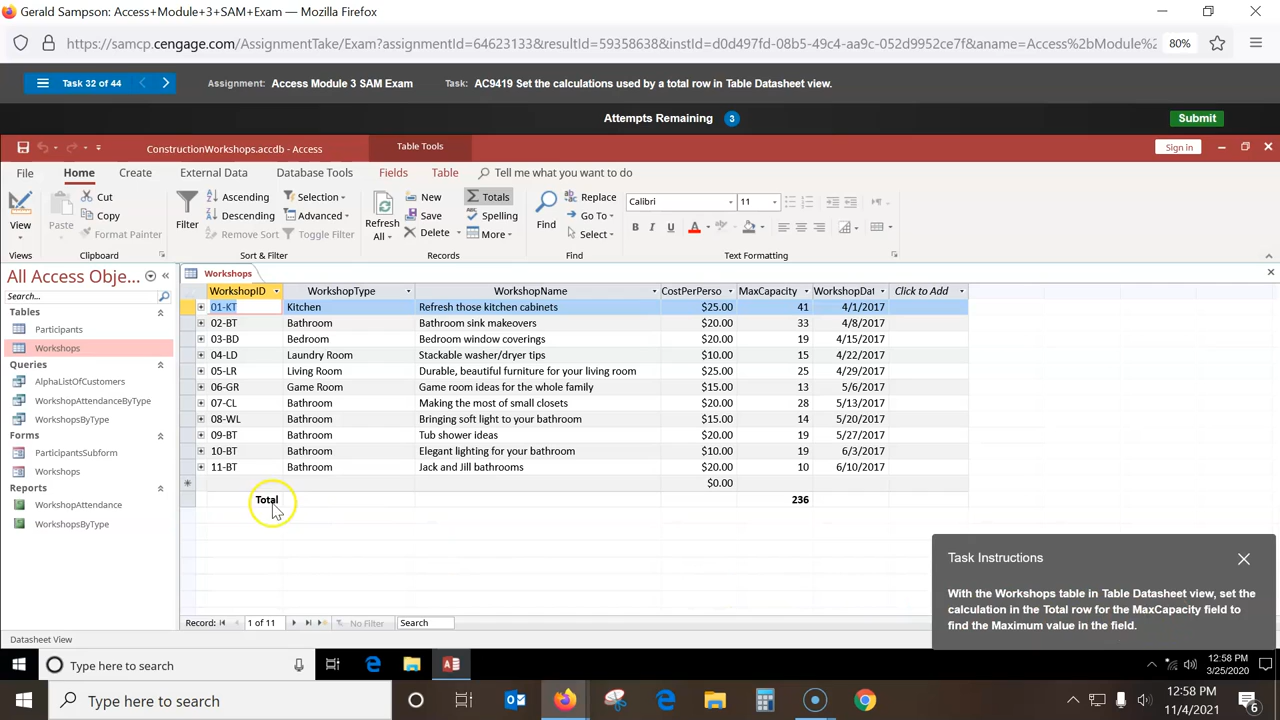 Gerald Sampson: Access+Module+3+SAM+Exam — Mozilla Firefox
https://samcp.cengage.com/AssignmentTake/Exam?assignmentId=64623133&resultId=59358638&instId=d0d497fd-08b5-49c4-aa9c-052d9952ce7f&aname=Access%2bModule%
80%
Task 32 of 44
Assignment: Access Module 3 SAM Exam
Task: AC9419 Set the calculations used by a total row in Table Datasheet view.
Attempts Remaining 3
Submit
ConstructionWorkshops.accdb - Access
Table Tools
Sign in
File Home Create External Data Database Tools Fields Table Tell me what you want to do
View
Views
Paste
Cut
Copy
Format Painter
Clipboard
Filter
Ascending
Descending
Remove Sort
Selection
Advanced
Toggle Filter
Sort & Filter
Refresh
All
New
Save
Delete
Totals
Spelling
More
Records
Find
Replace
Go To
Select
Find
Calibri 11
B I U A
Text Formatting
All Access Obje...
Search...
Tables
Participants
Workshops
Queries
AlphaListOfCustomers
WorkshopAttendanceByType
WorkshopsByType
Forms
ParticipantsSubform
Workshops
Reports
WorkshopAttendance
WorkshopsByType
Workshops
WorkshopID WorkshopType WorkshopName CostPerPerso MaxCapacity WorkshopDat Click to Add
01-KT Kitchen Refresh those kitchen cabinets $25.00 41 4/1/2017
02-BT Bathroom Bathroom sink makeovers $20.00 33 4/8/2017
03-BD Bedroom Bedroom window coverings $20.00 19 4/15/2017
04-LD Laundry Room Stackable washer/dryer tips $10.00 15 4/22/2017
05-LR Living Room Durable, beautiful furniture for your living room $25.00 25 4/29/2017
06-GR Game Room Game room ideas for the whole family $15.00 13 5/6/2017
07-CL Bathroom Making the most of small closets $20.00 28 5/13/2017
08-WL Bathroom Bringing soft light to your bathroom $15.00 14 5/20/2017
09-BT Bathroom Tub shower ideas $20.00 19 5/27/2017
10-BT Bathroom Elegant lighting for your bathroom $10.00 19 6/3/2017
11-BT Bathroom Jack and Jill bathrooms $20.00 10 6/10/2017
$0.00
Total 236
Task Instructions
With the Workshops table in Table Datasheet view, set the
calculation in the Total row for the MaxCapacity field to
find the Maximum value in the field.
Record: 1 of 11 No Filter Search
Datasheet View
Type here to search
12:58 PM
3/25/2020
Type here to search
12:58 PM
11/4/2021
6